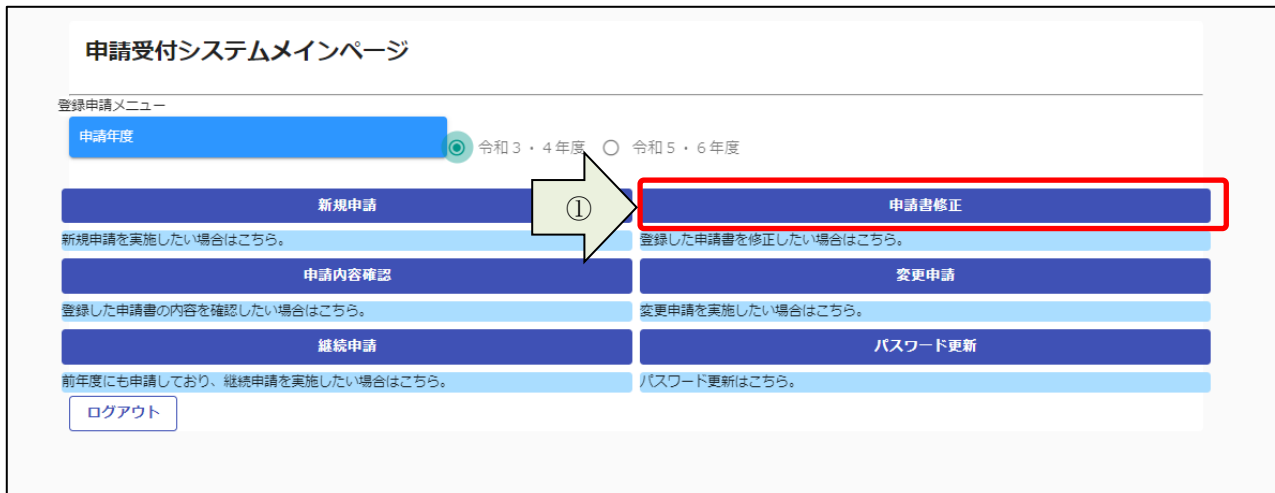 申請受付システムメインページ
登録申請メニュー
申請年度
令和３・４年度 令和５・６年度
新規申請 ① 申請書修正
新規申請を実施したい場合はこちら。 登録した申請書を修正したい場合はこちら。
申請内容確認 変更申請
登録した申請書の内容を確認したい場合はこちら。 変更申請を実施したい場合はこちら。
継続申請 パスワード更新
前年度にも申請しており、継続申請を実施したい場合はこちら。 パスワード更新はこちら。
ログアウト